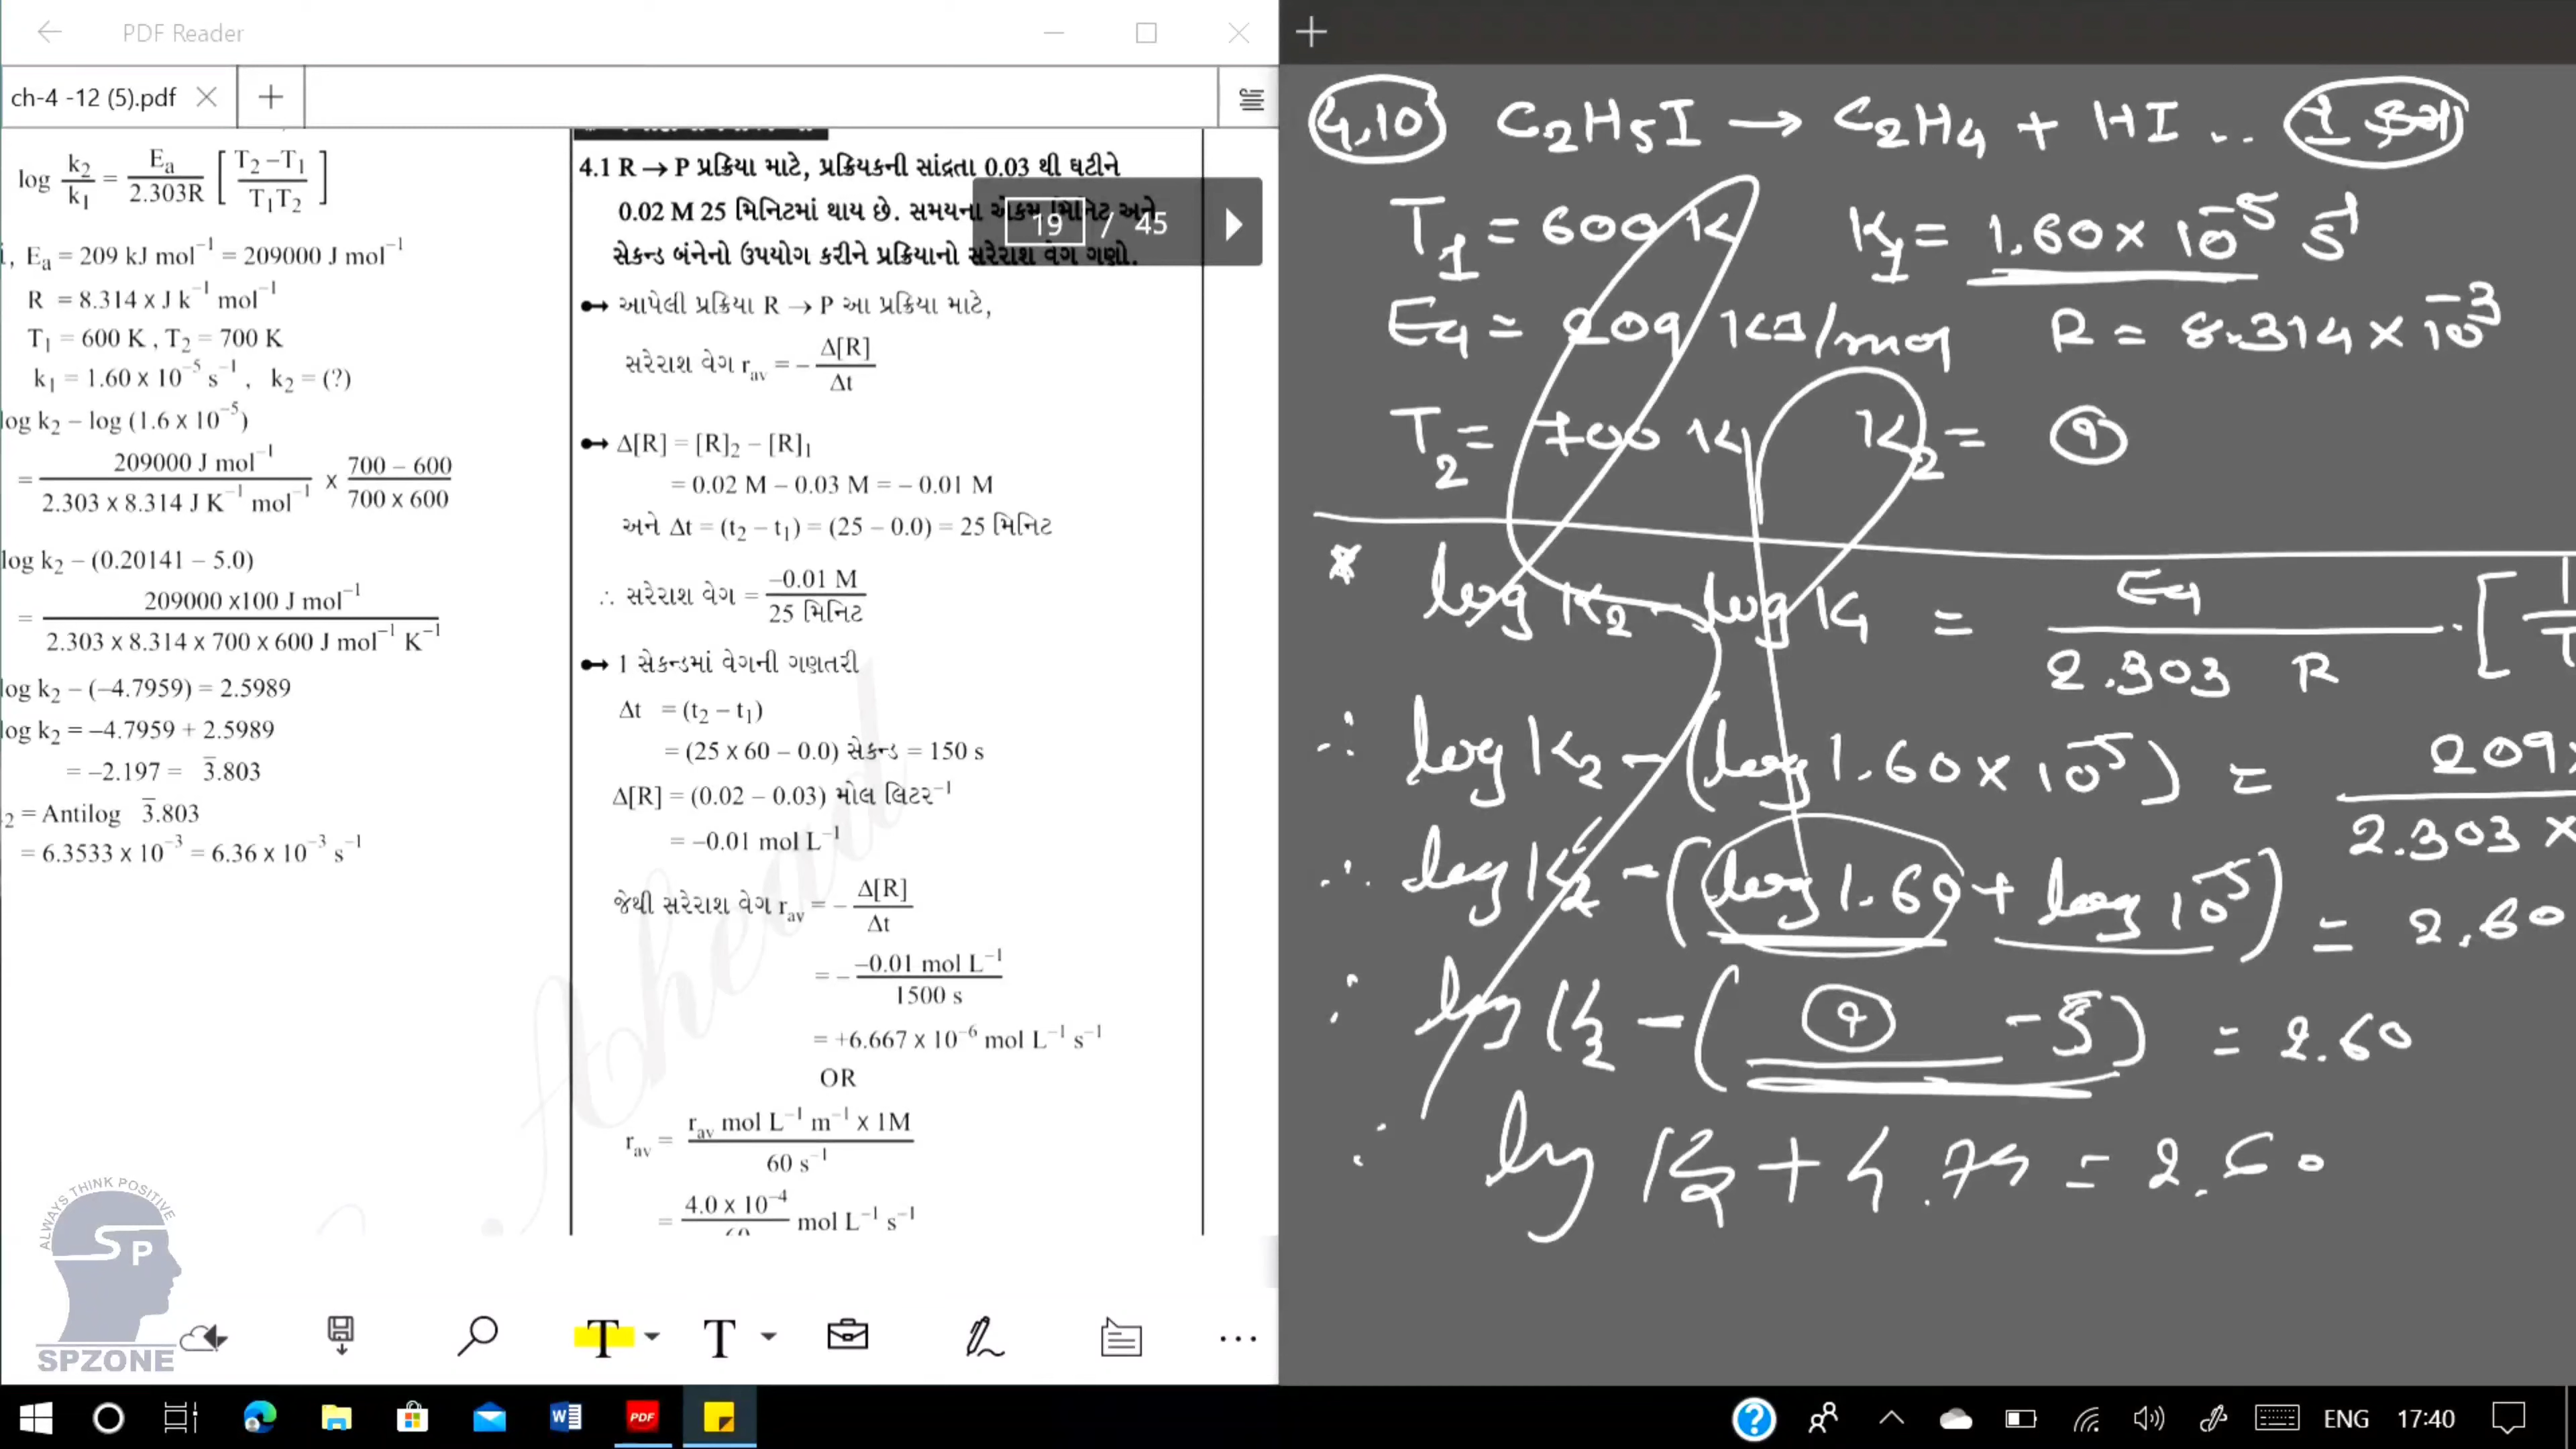 PDF Reader
ch-4 -12 (5).pdf
19 / 45
log k₂/k₁ = Eₐ/2.303R [T₂–T₁/T₁T₂]
, Eₐ = 209 kJ mol⁻¹ = 209000 J mol⁻¹
R = 8.314 x J k⁻¹ mol⁻¹
T₁ = 600 K , T₂ = 700 K
k₁ = 1.60 x 10⁻⁵ s⁻¹ , k₂ = (?)
log k₂ – log (1.6 x 10⁻⁵)
= 209000 J mol⁻¹ / 2.303 x 8.314 J K⁻¹ mol⁻¹ x 700 – 600 / 700 x 600
log k₂ – (0.20141 – 5.0)
= 209000 x100 J mol⁻¹ / 2.303 x 8.314 x 700 x 600 J mol⁻¹ K⁻¹
og k₂ – (–4.7959) = 2.5989
og k₂ = –4.7959 + 2.5989
= –2.197 = 3̅.803
₂ = Antilog 3̅.803
= 6.3533 x 10⁻³ = 6.36 x 10⁻³ s⁻¹
4.1 R → P પ્રક્રિયા માટે, પ્રક્રિયકની સાંદ્રતા 0.03 થી ઘટીને
0.02 M 25 મિનિટમાં થાય છે. સમયના એકમ મિનિટ અને
સેકન્ડ બંનેનો ઉપયોગ કરીને પ્રક્રિયાનો સરેરાશ વેગ ગણો.
આપેલી પ્રક્રિયા R → P આ પ્રક્રિયા માટે,
સરેરાશ વેગ rₐᵥ = – Δ[R]/Δt
Δ[R] = [R]₂ – [R]₁
= 0.02 M – 0.03 M = – 0.01 M
અને Δt = (t₂ – t₁) = (25 – 0.0) = 25 મિનિટ
∴ સરેરાશ વેગ = –0.01 M / 25 મિનિટ
1 સેકન્ડમાં વેગની ગણતરી
Δt = (t₂ – t₁)
= (25 x 60 – 0.0) સેકન્ડ = 150 s
Δ[R] = (0.02 – 0.03) મોલ લિટર⁻¹
= –0.01 mol L⁻¹
જેથી સરેરાશ વેગ rₐᵥ = – Δ[R]/Δt
= – –0.01 mol L⁻¹ / 1500 s
= +6.667 x 10⁻⁶ mol L⁻¹ s⁻¹
OR
rₐᵥ = rₐᵥ mol L⁻¹ m⁻¹ x 1M / 60 s⁻¹
= 4.0 x 10⁻⁴ / 60 mol L⁻¹ s⁻¹
Ahead
ALWAYS THINK POSITIVE
SP
SPZONE
4.10 C₂H₅I → C₂H₄ + HI ..
T₁ = 600 K K₁ = 1.60 x 10⁻⁵ s⁻¹
Ea = 209 KJ/mol R = 8.314 x 10⁻³
T₂ = 700 K K₂ = ?
* log K₂ – log K₁ = Ea / 2.303 R . [1/T
∴ log K₂ – (log 1.60 x 10⁻⁵) = 209x / 2.303 x
∴ log K₂ – (log 1.60 + log 10⁻⁵) = 2.60
∴ log K₂ – (? – 5) = 2.60
∴ log K₂ + 4.79 = 2.60
T T ...
W PDF
ENG 17:40